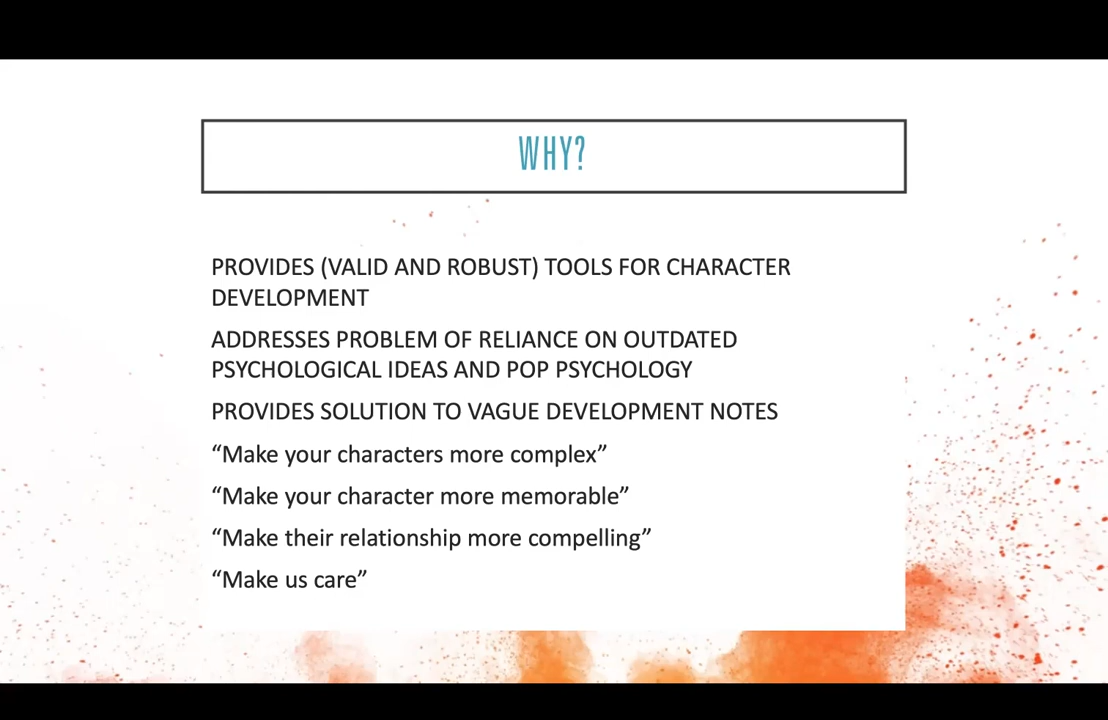 WHY?
PROVIDES (VALID AND ROBUST) TOOLS FOR CHARACTER
DEVELOPMENT
ADDRESSES PROBLEM OF RELIANCE ON OUTDATED
PSYCHOLOGICAL IDEAS AND POP PSYCHOLOGY
PROVIDES SOLUTION TO VAGUE DEVELOPMENT NOTES
“Make your characters more complex”
“Make your character more memorable”
“Make their relationship more compelling”
“Make us care”